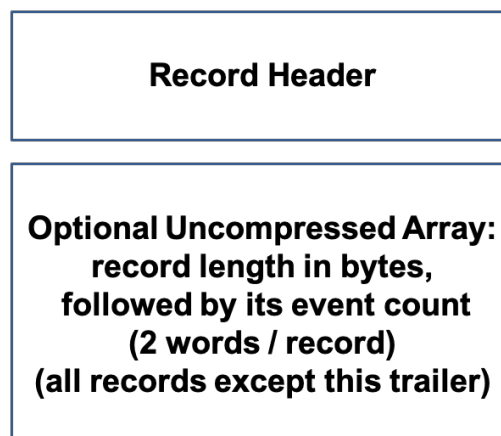 Record Header
Optional Uncompressed Array:
record length in bytes,
followed by its event count
(2 words / record)
(all records except this trailer)